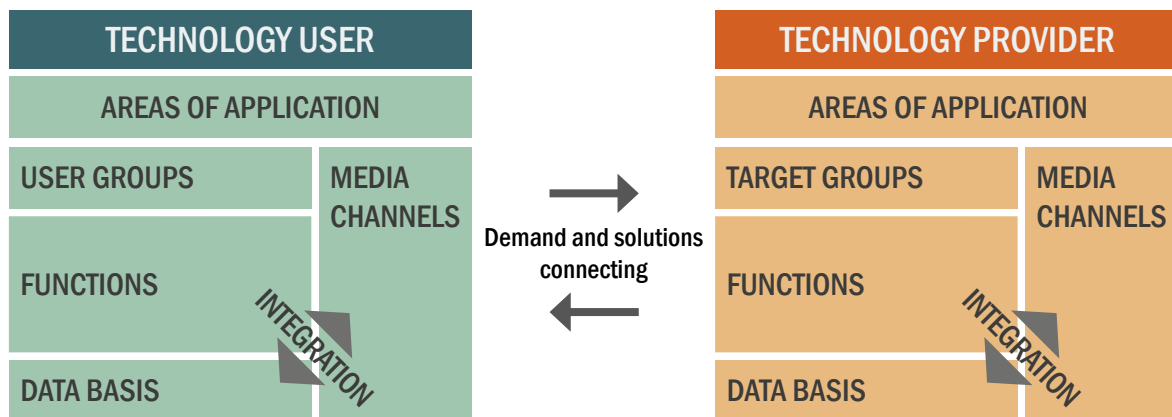 TECHNOLOGY USER
AREAS OF APPLICATION
USER GROUPS
MEDIA
CHANNELS
FUNCTIONS
INTEGRATION
DATA BASIS
Demand and solutions
connecting
TECHNOLOGY PROVIDER
AREAS OF APPLICATION
TARGET GROUPS
MEDIA
CHANNELS
FUNCTIONS
INTEGRATION
DATA BASIS